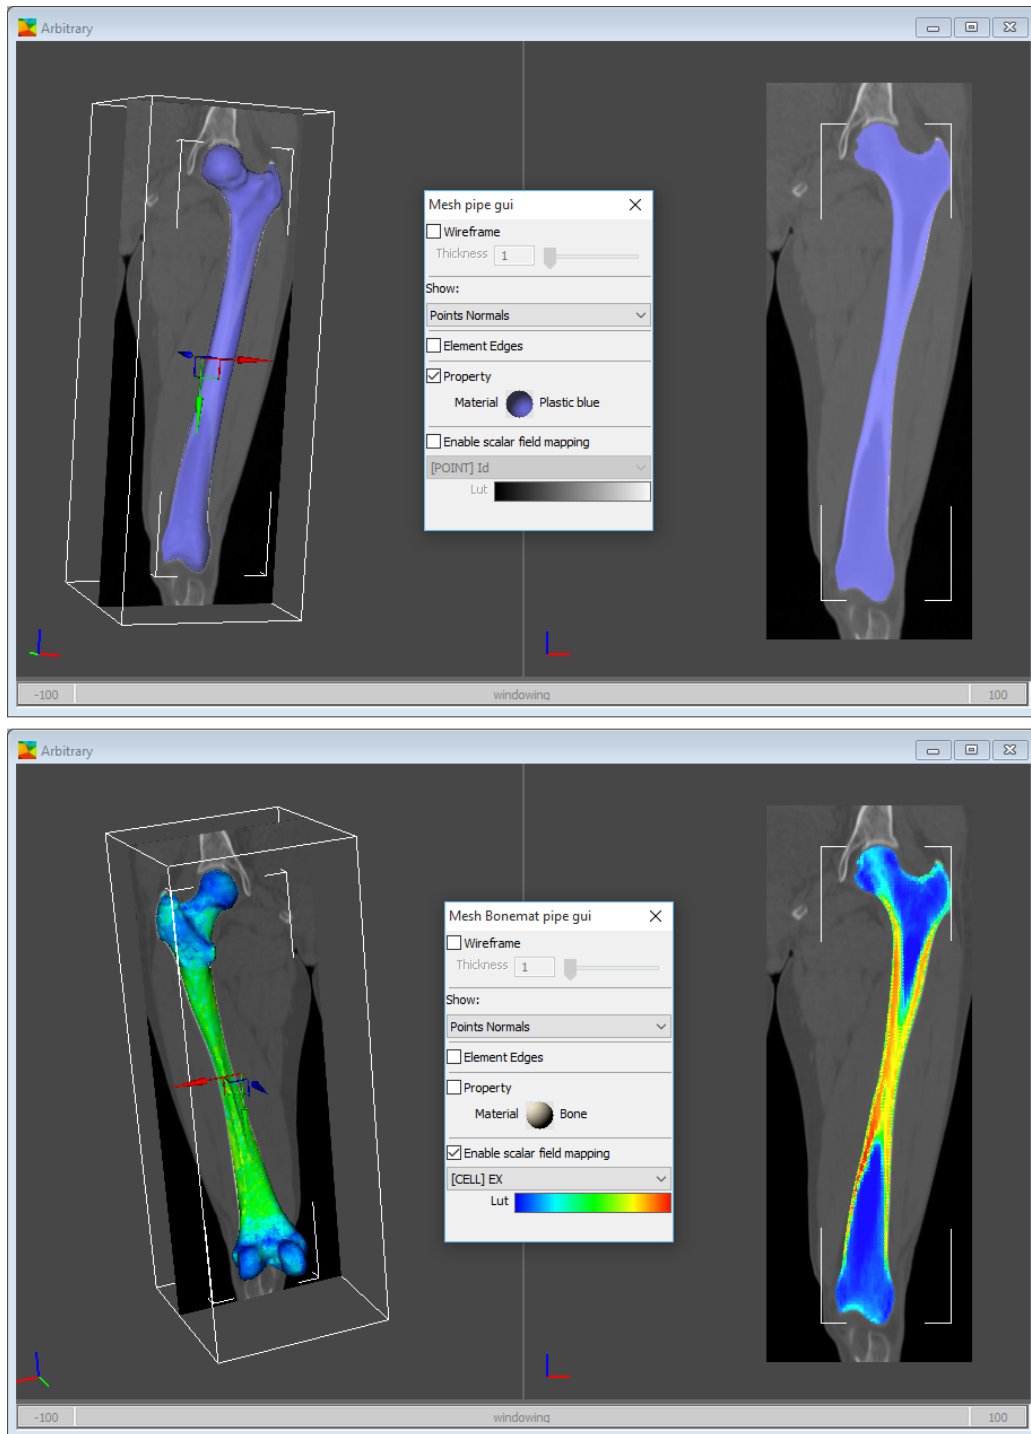 Arbitrary
Mesh pipe gui
Wireframe
Thickness 1
Show:
Points Normals
Element Edges
Property
Material Plastic blue
Enable scalar field mapping
[POINT] Id
Lut
-100 windowing 100
Arbitrary
Mesh Bonemat pipe gui
Wireframe
Thickness 1
Show:
Points Normals
Element Edges
Property
Material Bone
Enable scalar field mapping
[CELL] EX
Lut
-100 windowing 100